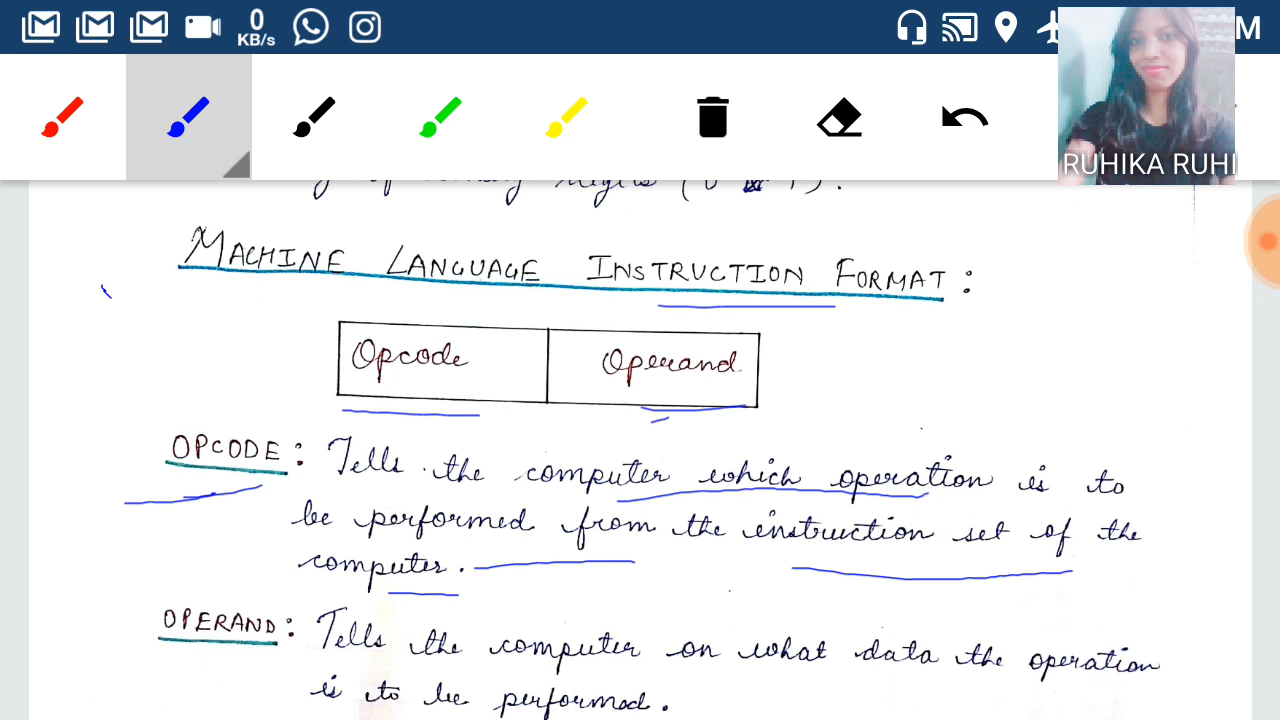 0
KB/s
M
RUHIKA RUHI
MACHINE LANGUAGE INSTRUCTION FORMAT :
Opcode Operand
OPCODE : Tells the computer which operation is to
be performed from the instruction set of the
computer .
OPERAND : Tells the computer on what data the operation
is to be performed .